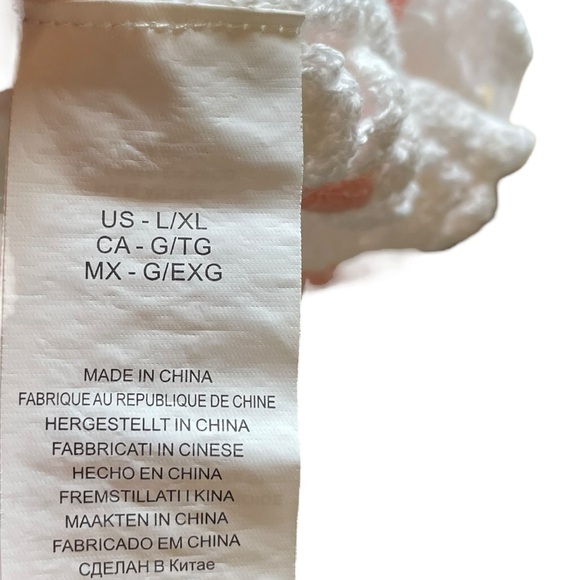 US - L/XL
CA - G/TG
MX - G/EXG
MADE IN CHINA
FABRIQUE AU REPUBLIQUE DE CHINE
HERGESTELLT IN CHINA
FABBRICATI IN CINESE
HECHO EN CHINA
FREMSTILLATI I KINA
MAAKTEN IN CHINA
FABRICADO EM CHINA
СДЕЛАН В Китае